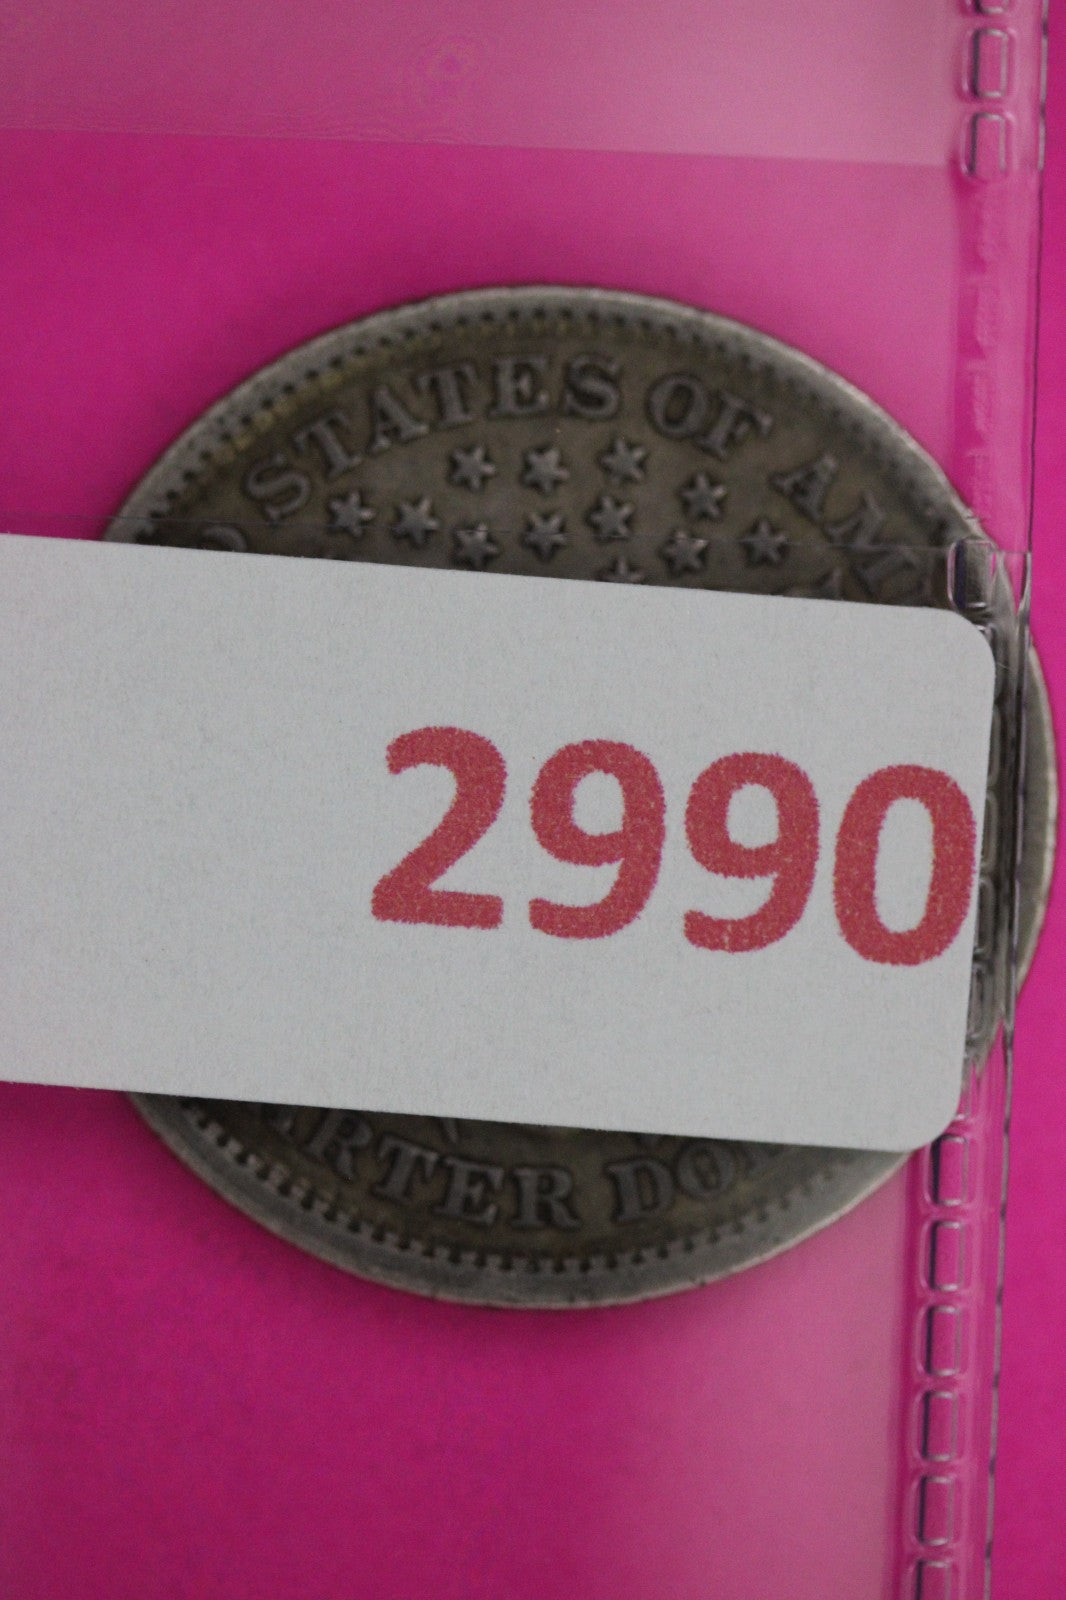 STATES OF AM
2990
RTER DO